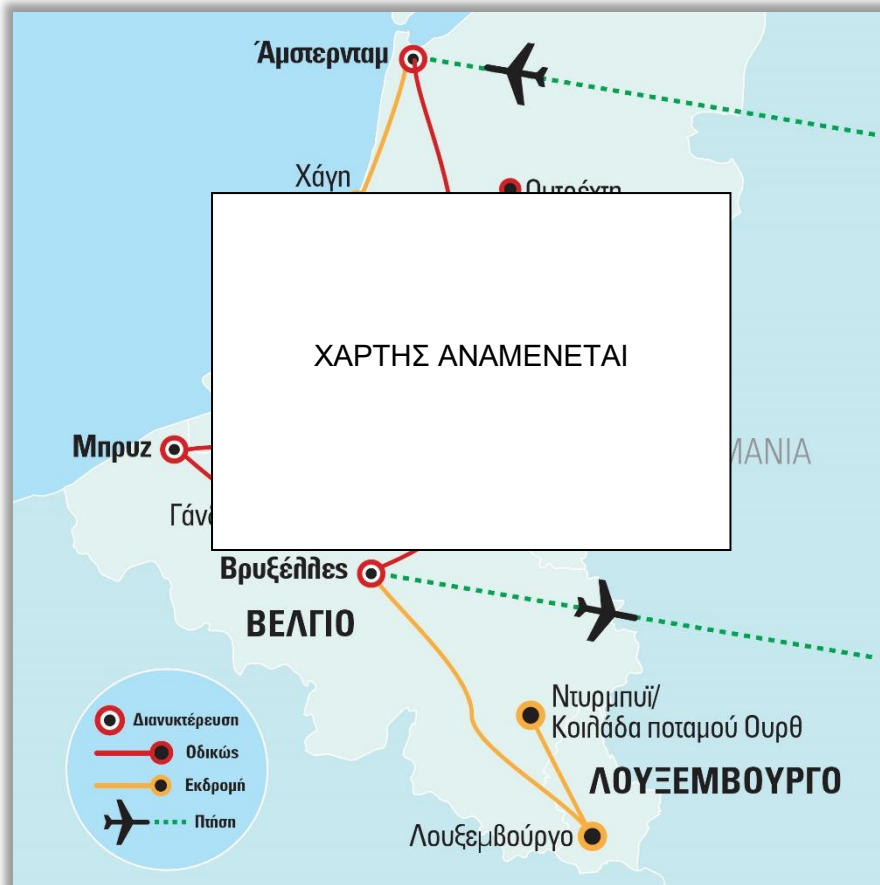 Άμστερνταμ
Χάγη
ΧΑΡΤΗΣ ΑΝΑΜΕΝΕΤΑΙ
Μπρυζ
Βρυξέλλες
ΒΕΛΓΙΟ
Ντυρμπυϊ/
Κοιλάδα ποταμού Ουρθ
ΛΟΥΞΕΜΒΟΥΡΓΟ
Λουξεμβούργο
Διανυκτέρευση
Οδικώς
Εκδρομή
Πτήση